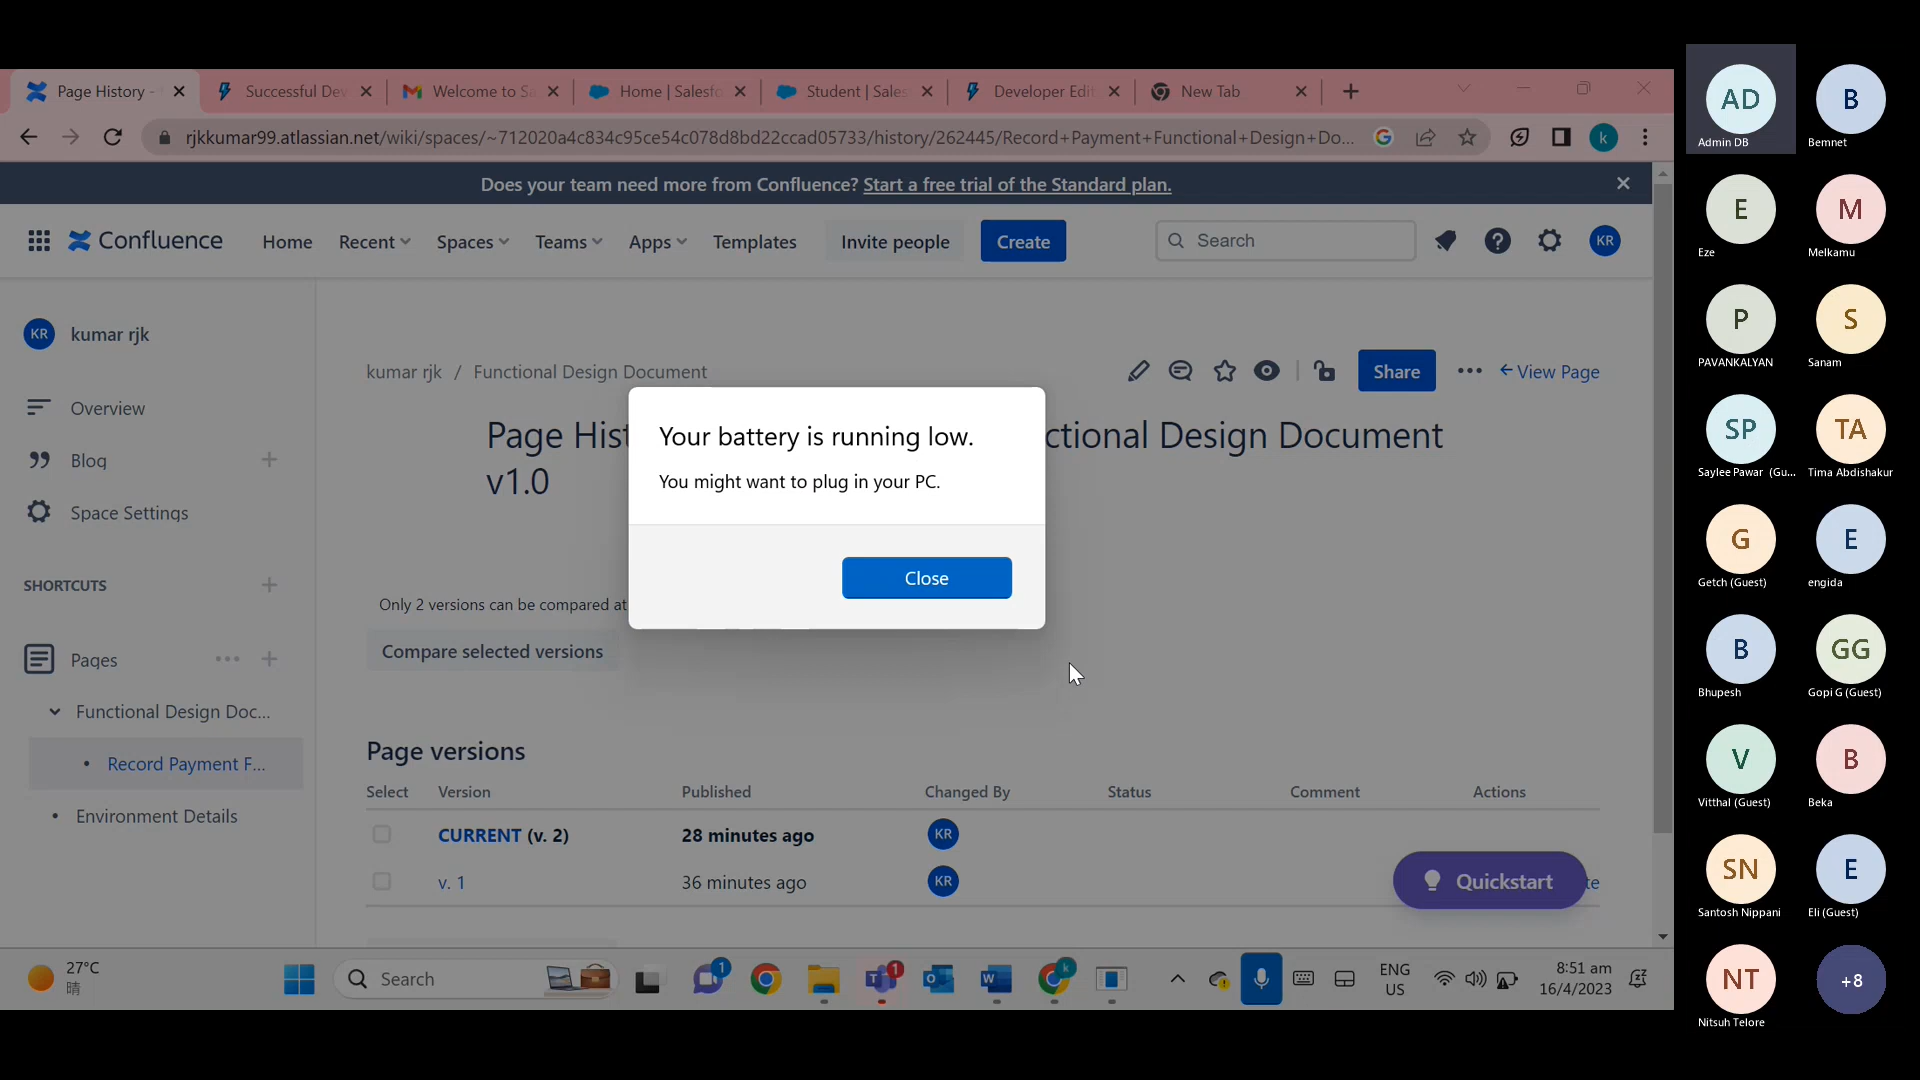 Page History -
Successful Dev
Welcome to Sa
Home | Salesfo
Student | Sales
Developer Editi
New Tab
rjkkumar99.atlassian.net/wiki/spaces/~712020a4c834c95ce54c078d8bd22ccad05733/history/262445/Record+Payment+Functional+Design+Do...
k
Does your team need more from Confluence? Start a free trial of the Standard plan.
Confluence
Home
Recent
Spaces
Teams
Apps
Templates
Invite people
Create
Search
KR
KR
kumar rjk
Overview
Blog
Space Settings
SHORTCUTS
Pages
Functional Design Doc...
Record Payment F...
Environment Details
kumar rjk / Functional Design Document
Share
View Page
Page Hist
ctional Design Document
v1.0
Your battery is running low.
You might want to plug in your PC.
Close
Only 2 versions can be compared at
Compare selected versions
Page versions
Select Version Published Changed By Status Comment Actions
CURRENT (v. 2) 28 minutes ago KR
v. 1 36 minutes ago KR
Quickstart
te
27°C
晴
Search
1
1
k
ENG
US
8:51 am
16/4/2023
AD
Admin DB
B
Bemnet
E
Eze
M
Melkamu
P
PAVANKALYAN
S
Sanam
SP
Saylee Pawar (Gu...
TA
Tima Abdishakur
G
Getch (Guest)
E
engida
B
Bhupesh
GG
Gopi G (Guest)
V
Vitthal (Guest)
B
Beka
SN
Santosh Nippani
E
Eli (Guest)
NT
Nitsuh Telore
+8